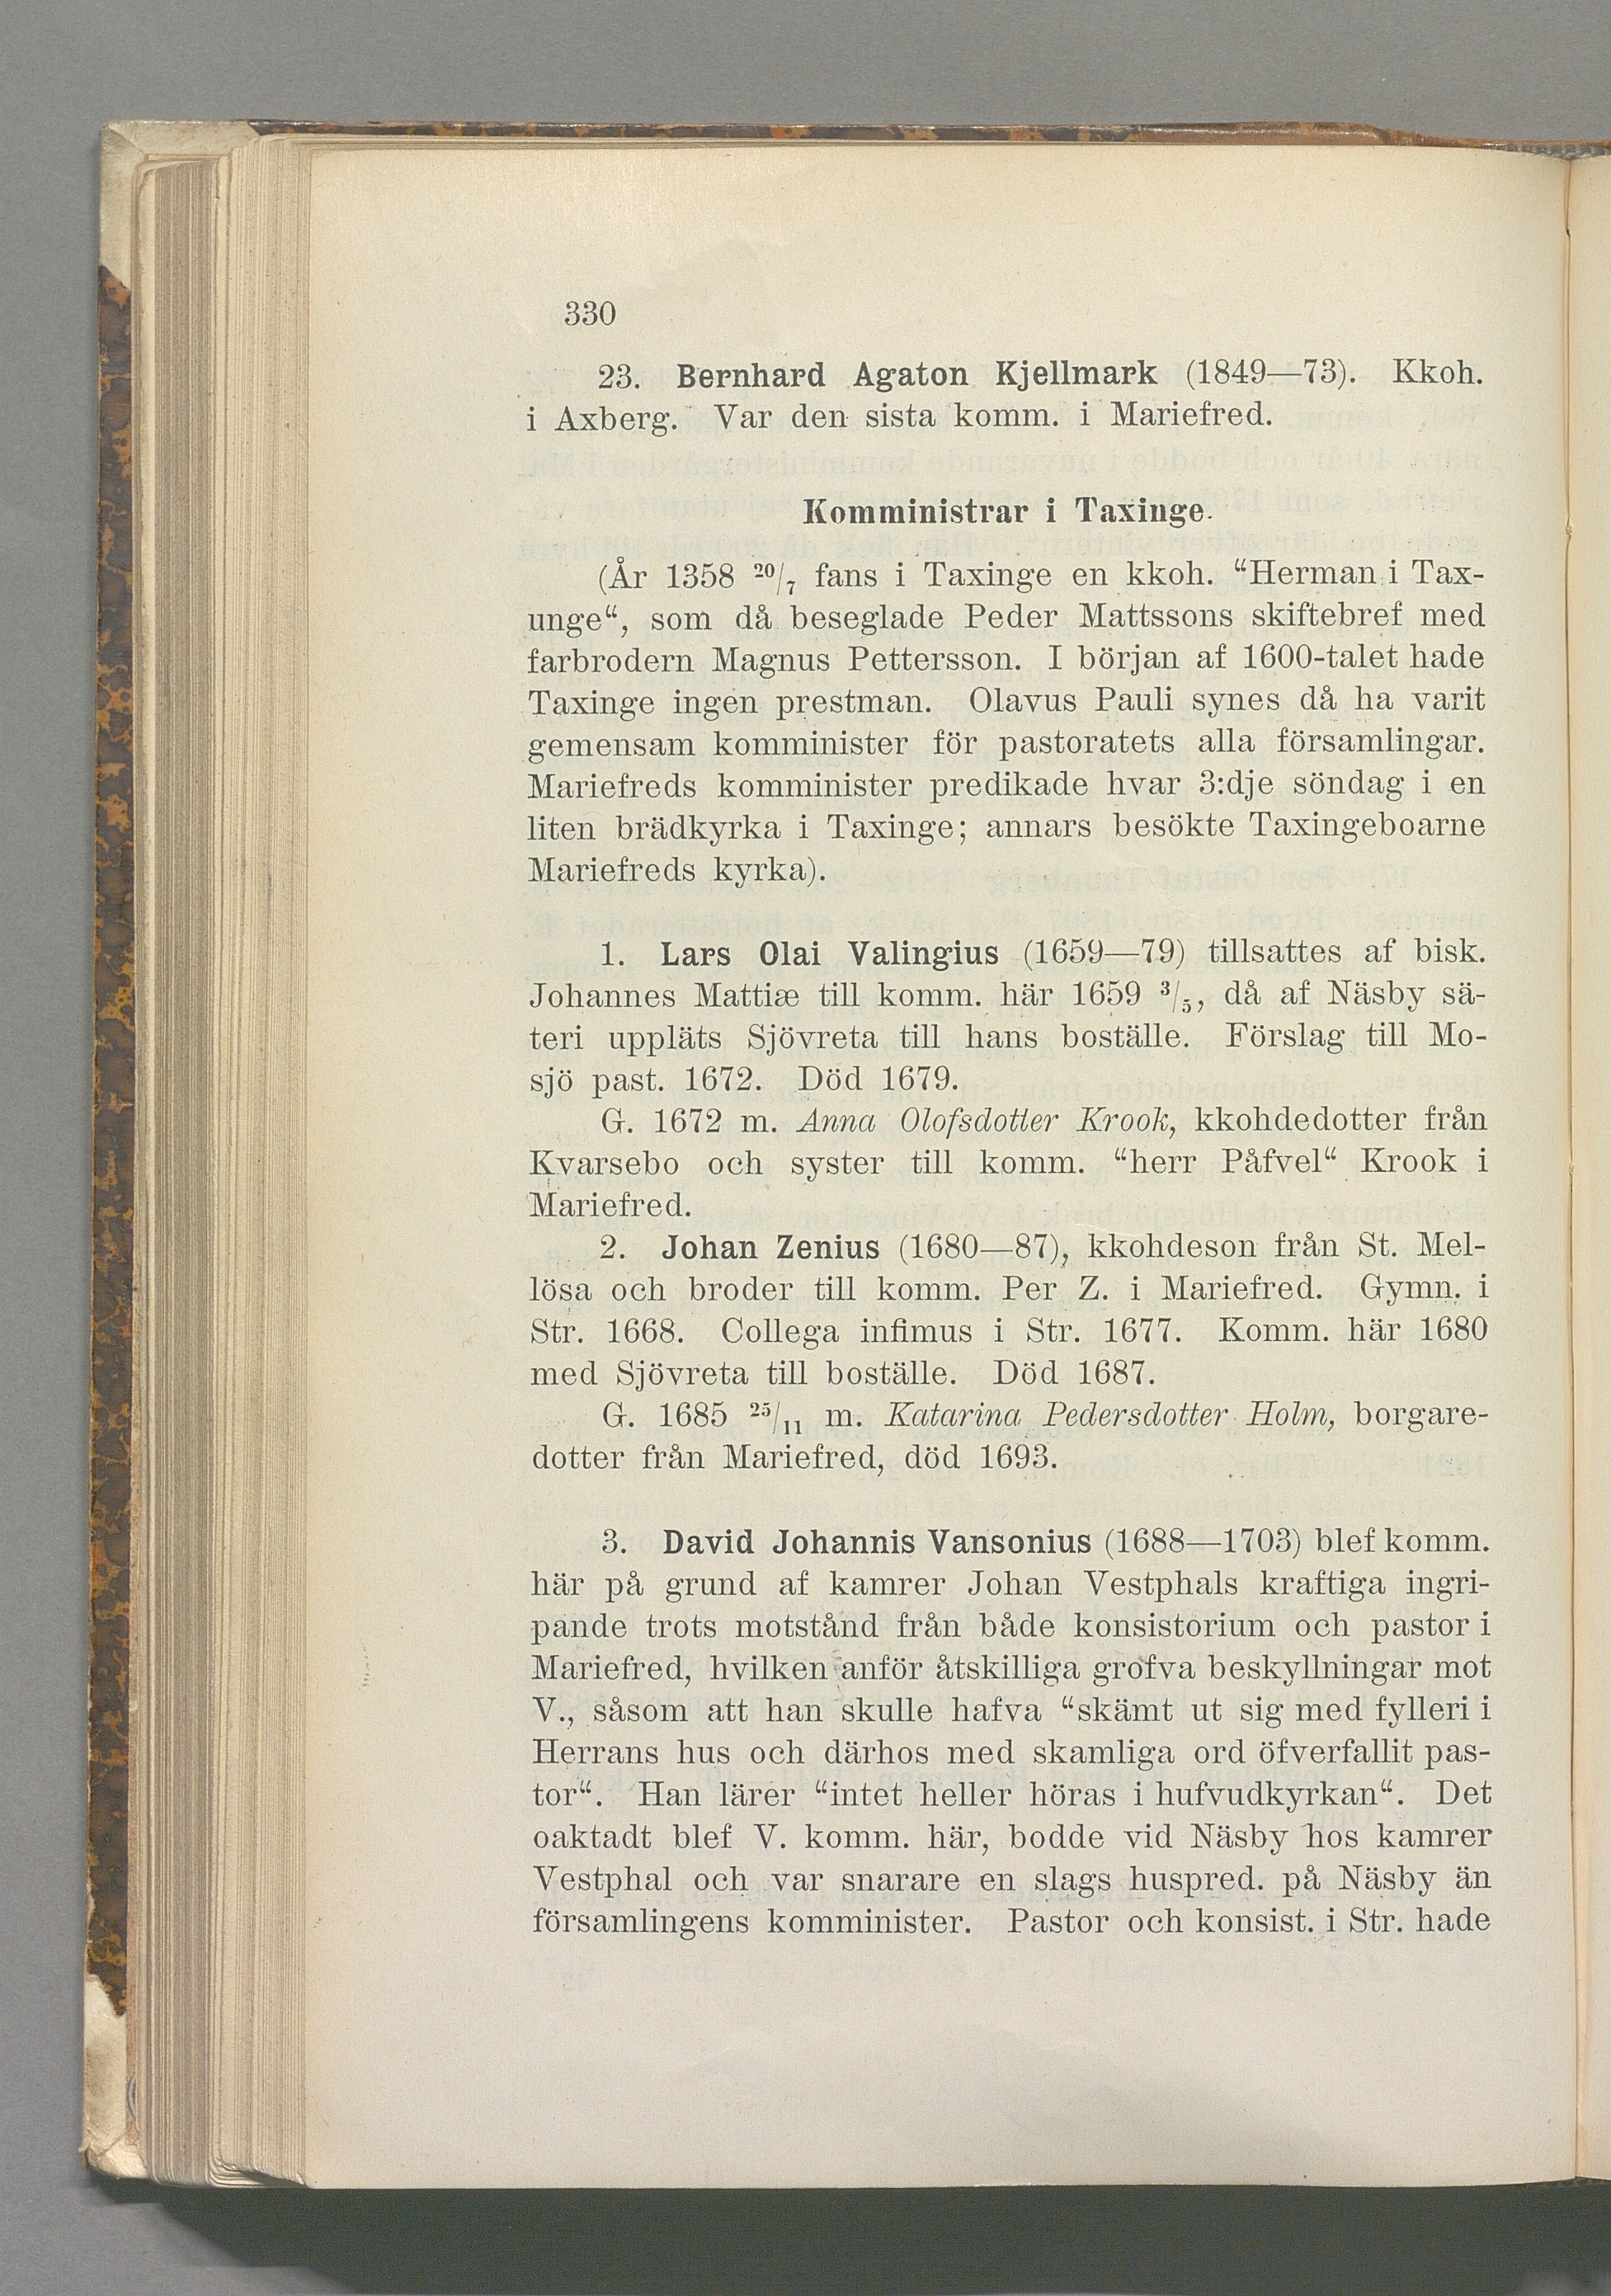 330
23. Bernhard Agaton Kjellmark (1849—73). Kkoh.
i Axberg. Var den sista komm. i Mariefred.
Komministrar i Taxinge.
(År 1358 20/7 fans i Taxinge en kkoh. “Herman i Tax-
unge“, som då beseglade Peder Mattssons skiftebref med
farbrodern Magnus Pettersson. I början af 1600-talet hade
Taxinge ingen prestman. Olavus Pauli synes då ha varit
gemensam komminister för pastoratets alla församlingar.
Mariefreds komminister predikade hvar 3:dje söndag i en
liten brädkyrka i Taxinge; annars besökte Taxingeboarne
Mariefreds kyrka).
1. Lars Olai Valingius (1659—79) tillsattes af bisk.
Johannes Mattiæ till komm. här 1659 3/5, då af Näsby sä-
teri uppläts Sjövreta till hans boställe. Förslag till Mo-
sjö past. 1672. Död 1679.
G. 1672 m. Anna Olofsdotter Krook, kkohdedotter från
Kvarsebo och syster till komm. “herr Påfvel“ Krook i
Mariefred.
2. Johan Zenius (1680—87), kkohdeson från St. Mel-
lösa och broder till komm. Per Z. i Mariefred. Gymn. i
Str. 1668. Collega infimus i Str. 1677. Komm. här 1680
med Sjövreta till boställe. Död 1687.
G. 1685 25/11 m. Katarina Pedersdotter Holm, borgare-
dotter från Mariefred, död 1693.
3. David Johannis Vansonius (1688—1703) blef komm.
här på grund af kamrer Johan Vestphals kraftiga ingri-
pande trots motstånd från både konsistorium och pastor i
Mariefred, hvilken anför åtskilliga grofva beskyllningar mot
V., såsom att han skulle hafva “skämt ut sig med fylleri i
Herrans hus och därhos med skamliga ord öfverfallit pas-
tor“. Han lärer “intet heller höras i hufvudkyrkan“. Det
oaktadt blef V. komm. här, bodde vid Näsby hos kamrer
Vestphal och var snarare en slags huspred. på Näsby än
församlingens komminister. Pastor och konsist. i Str. hade